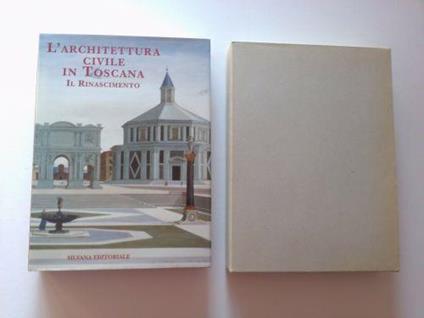 L'ARCHITETTURA
CIVILE
IN TOSCANA
IL RINASCIMENTO
SILVANA EDITORIALE